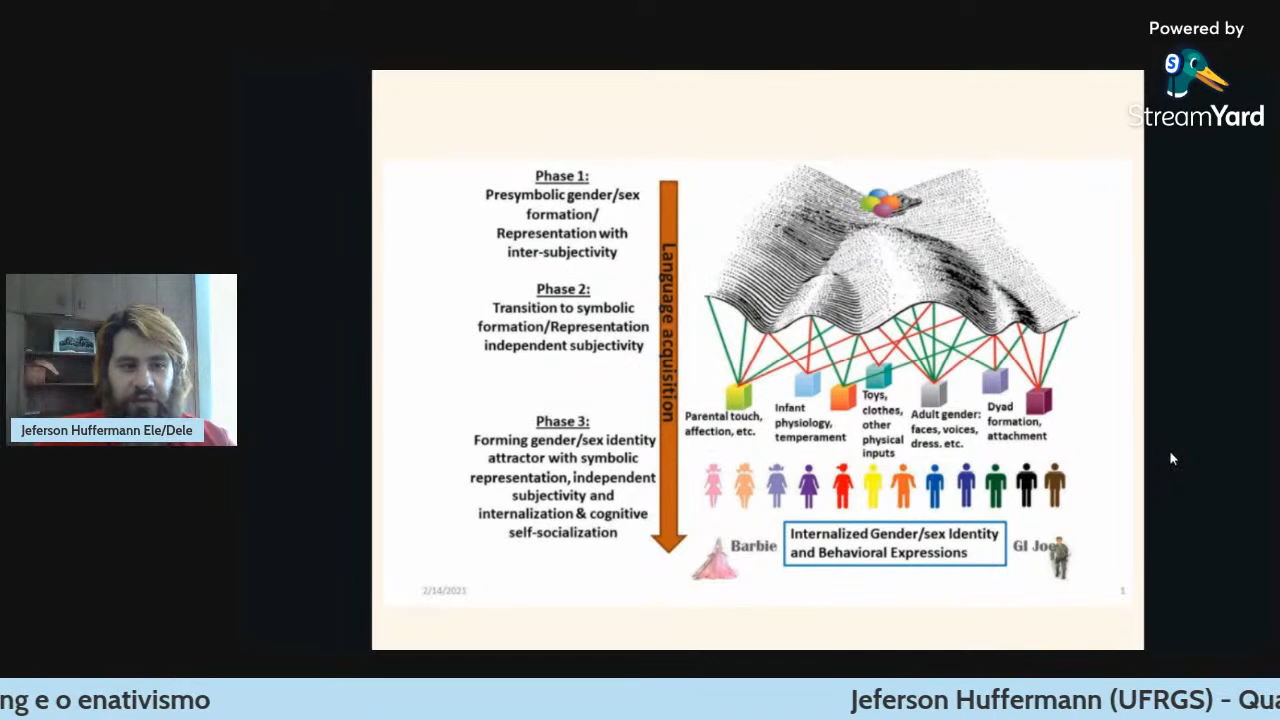 Powered by
StreamYard
Phase 1:
Presymbolic gender/sex
formation/
Representation with
inter-subjectivity
Phase 2:
Transition to symbolic
formation/Representation
independent subjectivity
Phase 3:
Forming gender/sex identity
attractor with symbolic
representation, independent
subjectivity and
internalization & cognitive
self-socialization
Language acquisition
Parental touch,
affection, etc.
Infant
physiology,
temperament
Toys,
clothes,
other
physical
inputs
Adult gender:
faces, voices,
dress, etc.
Dyad
formation,
attachment
Barbie
Internalized Gender/sex Identity
and Behavioral Expressions
GI Joe
2/14/2021
1
Jeferson Huffermann Ele/Dele
ng e o enativismo
Jeferson Huffermann (UFRGS) - Qua